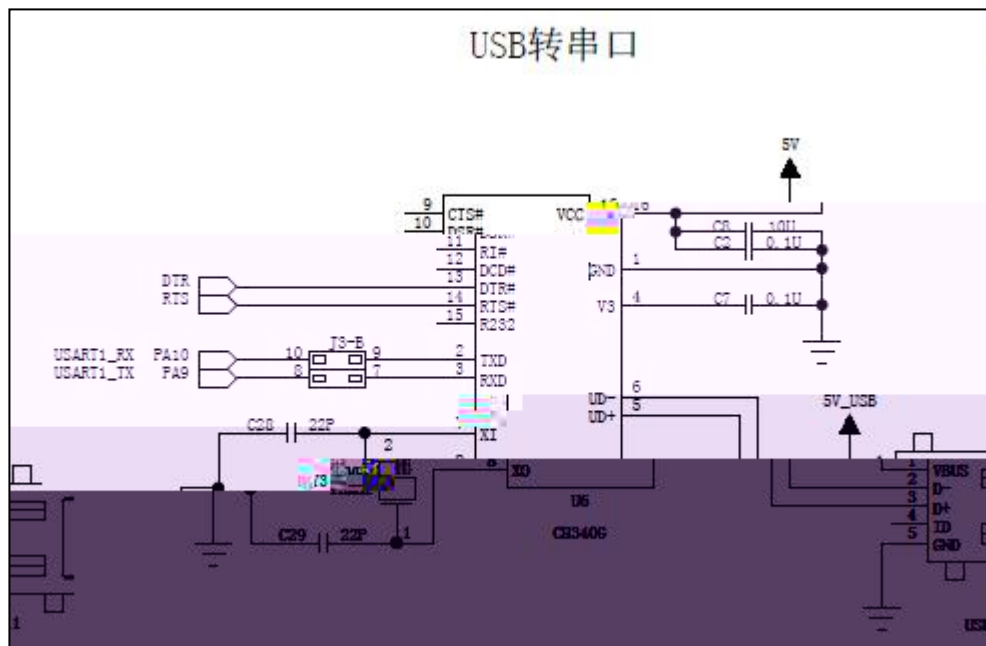 USB转串口
5V
9 CTS# VCC
10
11 RI# C8 10U
12 DCD# C2 0.1U
DTR 13 DTR# GND 1
RTS 14 RTS# V3 4 C7 0.1U
15 R232
J3-B
USART1_RX PA10 10 9 2 TXD
USART1_TX PA9 8 7 3 RXD
UD- 6
UD+ 5 5V_USB
C28 22P XI
2
8 XO 1 VBUS
2 D-
U6 3 D+
C29 22P 1 CH340G 4 ID
5 GND
1